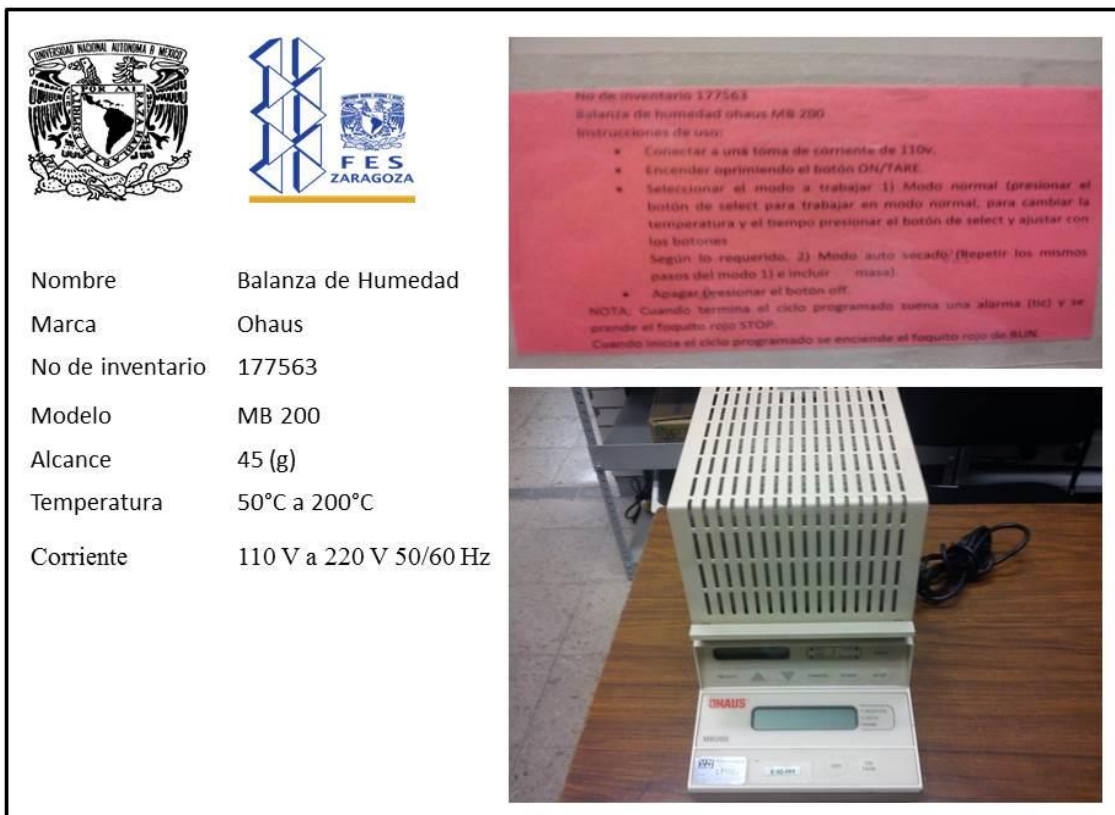 UNIVERSIDAD NACIONAL AUTONOMA D MEXICO
POR MI
FES
ZARAGOZA
Nombre Balanza de Humedad
Marca Ohaus
No de inventario 177563
Modelo MB 200
Alcance 45 (g)
Temperatura 50°C a 200°C
Corriente 110 V a 220 V 50/60 Hz
No de inventario 177563
Balanza de humedad ohaus MB 200
Instrucciones de uso:
• Conectar a una toma de corriente de 110v.
• Encender oprimiendo el botón ON/TARE.
• Seleccionar el modo a trabajar 1) Modo normal (presionar el
botón de select para trabajar en modo normal, para cambiar la
temperatura y el tiempo presionar el botón de select y ajustar con
los botones
Según lo requerido. 2) Modo auto secado (Repetir los mismos
pasos del modo 1) e incluir masa).
• Apagar presionar el botón off.
NOTA: Cuando termina el ciclo programado suena una alarma (tic) y se
prende el foquito rojo STOP.
Cuando inicia el ciclo programado se enciende el foquito rojo de RUN.
OHAUS
MB200